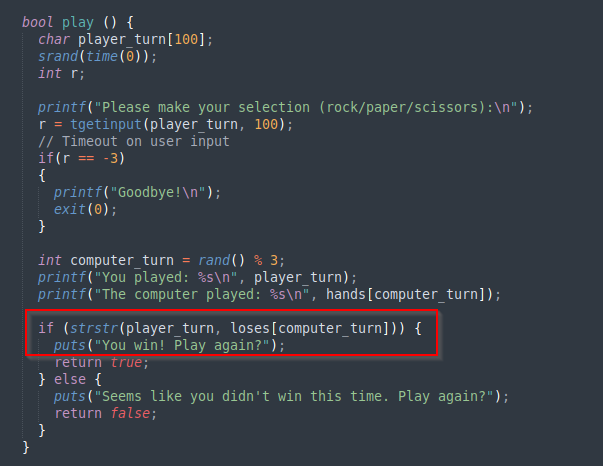 bool play () {
char player_turn[100];
srand(time(0));
int r;
printf("Please make your selection (rock/paper/scissors):\n");
r = tgetinput(player_turn, 100);
// Timeout on user input
if(r == -3)
{
printf("Goodbye!\n");
exit(0);
}
int computer_turn = rand() % 3;
printf("You played: %s\n", player_turn);
printf("The computer played: %s\n", hands[computer_turn]);
if (strstr(player_turn, loses[computer_turn])) {
puts("You win! Play again?");
return true;
} else {
puts("Seems like you didn't win this time. Play again?");
return false;
}
}